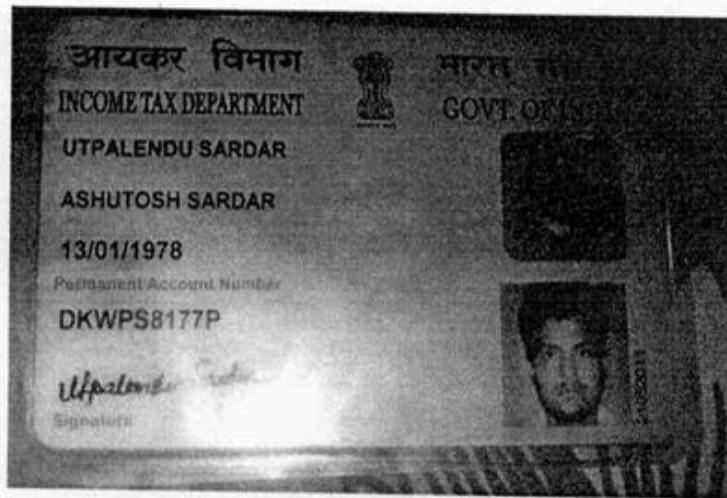 आयकर विभाग
INCOME TAX DEPARTMENT
भारत
GOVT. OF
UTPALENDU SARDAR
ASHUTOSH SARDAR
13/01/1978
Permanent Account Number
DKWPS8177P
Utpalendu Sardar
Signature